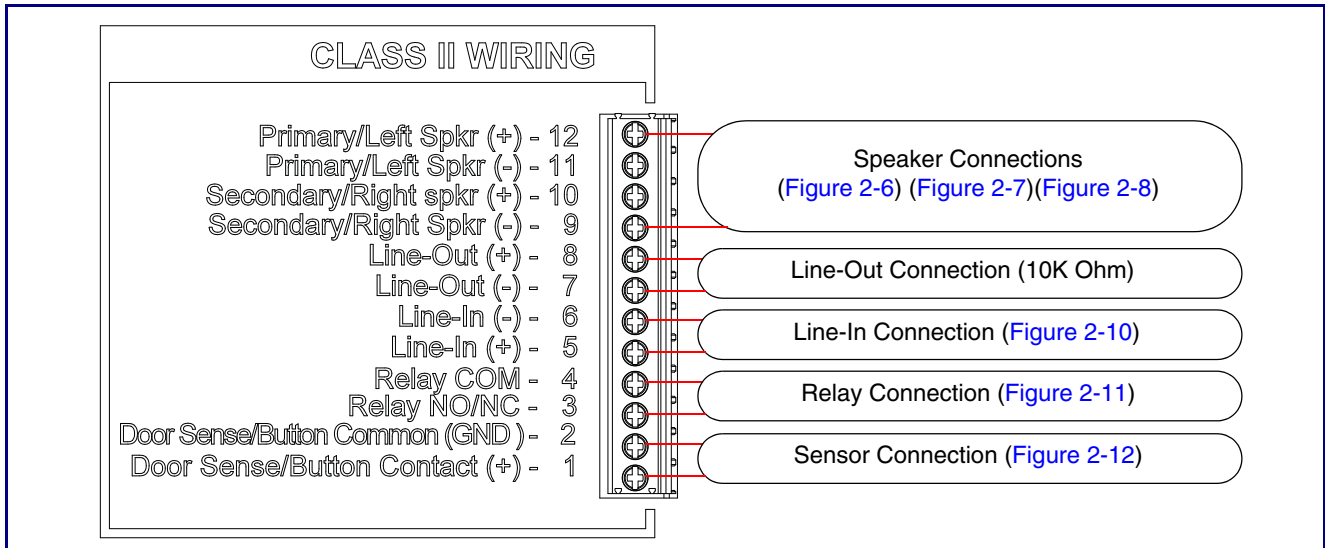 CLASS II WIRING
Primary/Left Spkr (+) - 12
Primary/Left Spkr (-) - 11
Secondary/Right spkr (+) - 10
Secondary/Right Spkr (-) - 9
Line-Out (+) - 8
Line-Out (-) - 7
Line-In (-) - 6
Line-In (+) - 5
Relay COM - 4
Relay NO/NC - 3
Door Sense/Button Common (GND ) - 2
Door Sense/Button Contact (+) - 1
Speaker Connections
(Figure 2-6) (Figure 2-7)(Figure 2-8)
Line-Out Connection (10K Ohm)
Line-In Connection (Figure 2-10)
Relay Connection (Figure 2-11)
Sensor Connection (Figure 2-12)